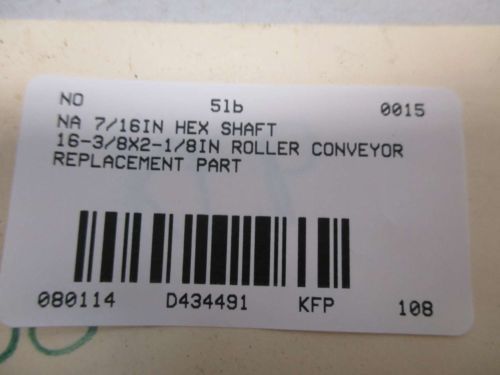 NO 5lb 0015
NA 7/16IN HEX SHAFT
16-3/8X2-1/8IN ROLLER CONVEYOR
REPLACEMENT PART
080114 D434491 KFP 108